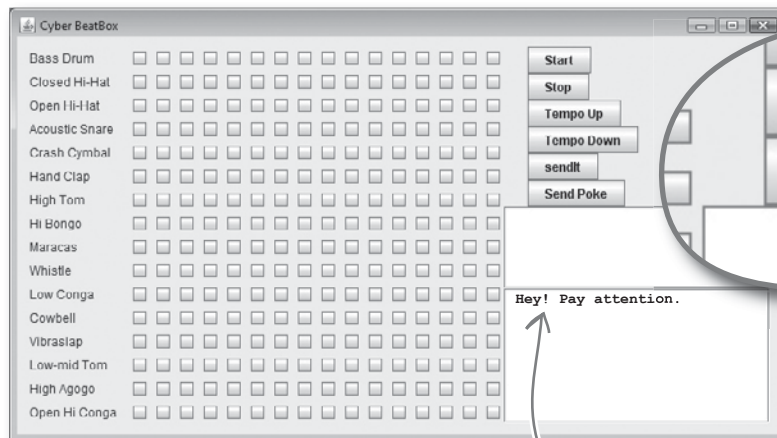 Cyber BeatBox
Bass Drum
Closed Hi-Hat
Open Hi-Hat
Acoustic Snare
Crash Cymbal
Hand Clap
High Tom
Hi Bongo
Maracas
Whistle
Low Conga
Cowbell
Vibraslap
Low-mid Tom
High Agogo
Open Hi Conga
Start
Stop
Tempo Up
Tempo Down
sendIt
Send Poke
Hey! Pay attention.